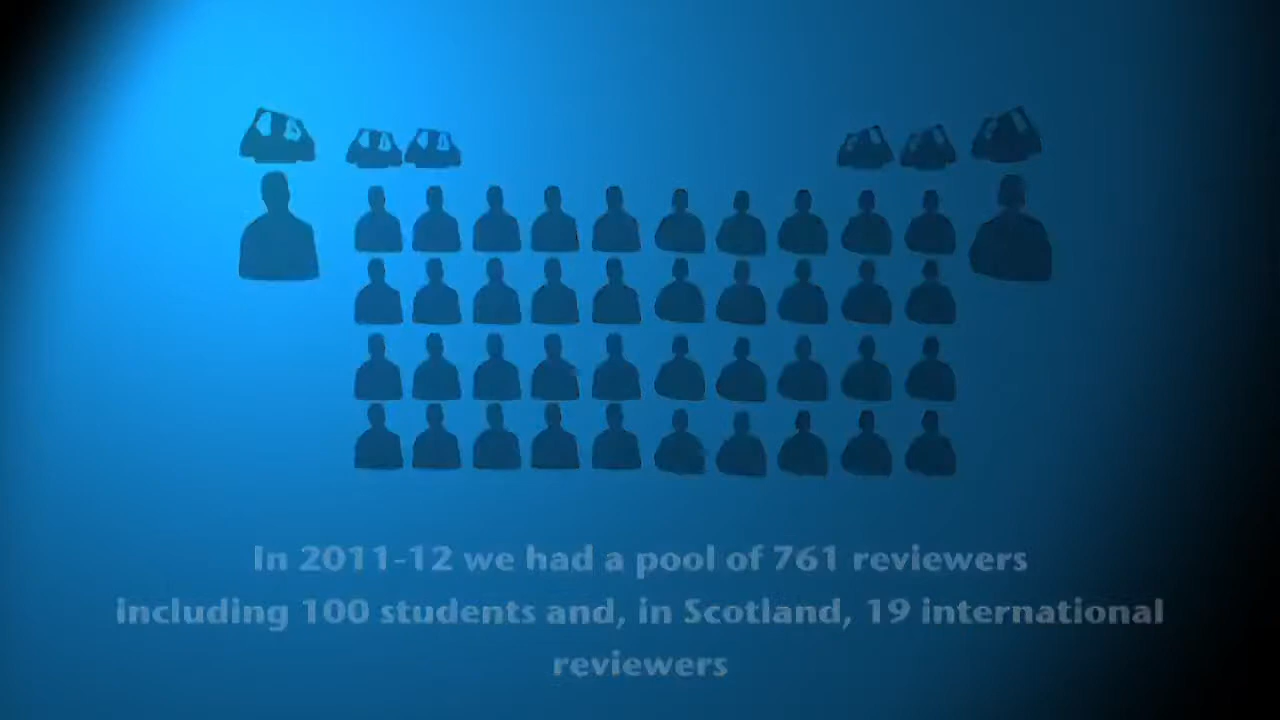 In 2011-12 we had a pool of 761 reviewers
including 100 students and, in Scotland, 19 international
reviewers